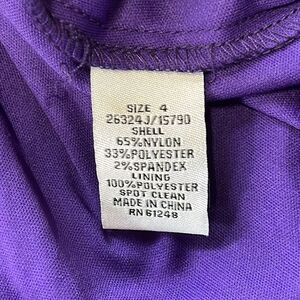 SIZE 4
26324J/15790
SHELL
65%NYLON
33%POLYESTER
2%SPANDEX
LINING
100%POLYESTER
SPOT CLEAN
MADE IN CHINA
RN 61248